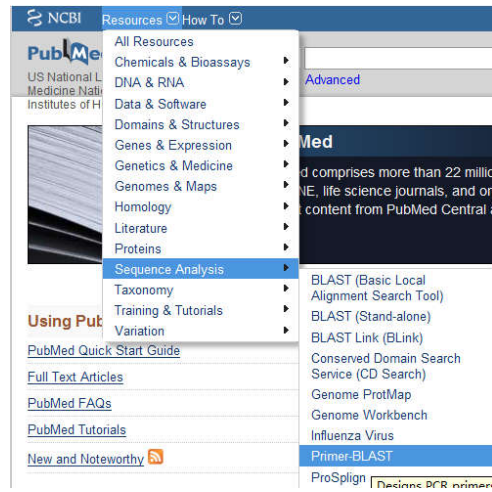 NCBI Resources How To
PubMe
US National L
Medicine Nati
Institutes of H
Advanced
All Resources
Chemicals & Bioassays
DNA & RNA
Data & Software
Domains & Structures
Genes & Expression
Genetics & Medicine
Genomes & Maps
Homology
Literature
Proteins
Sequence Analysis
Taxonomy
Training & Tutorials
Variation
Med
d comprises more than 22 millio
NE, life science journals, and on
content from PubMed Central a
BLAST (Basic Local
Alignment Search Tool)
BLAST (Stand-alone)
BLAST Link (BLink)
Conserved Domain Search
Service (CD Search)
Genome ProtMap
Genome Workbench
Influenza Virus
Primer-BLAST
ProSplign
Designs PCR primers
Using Pub
PubMed Quick Start Guide
Full Text Articles
PubMed FAQs
PubMed Tutorials
New and Noteworthy